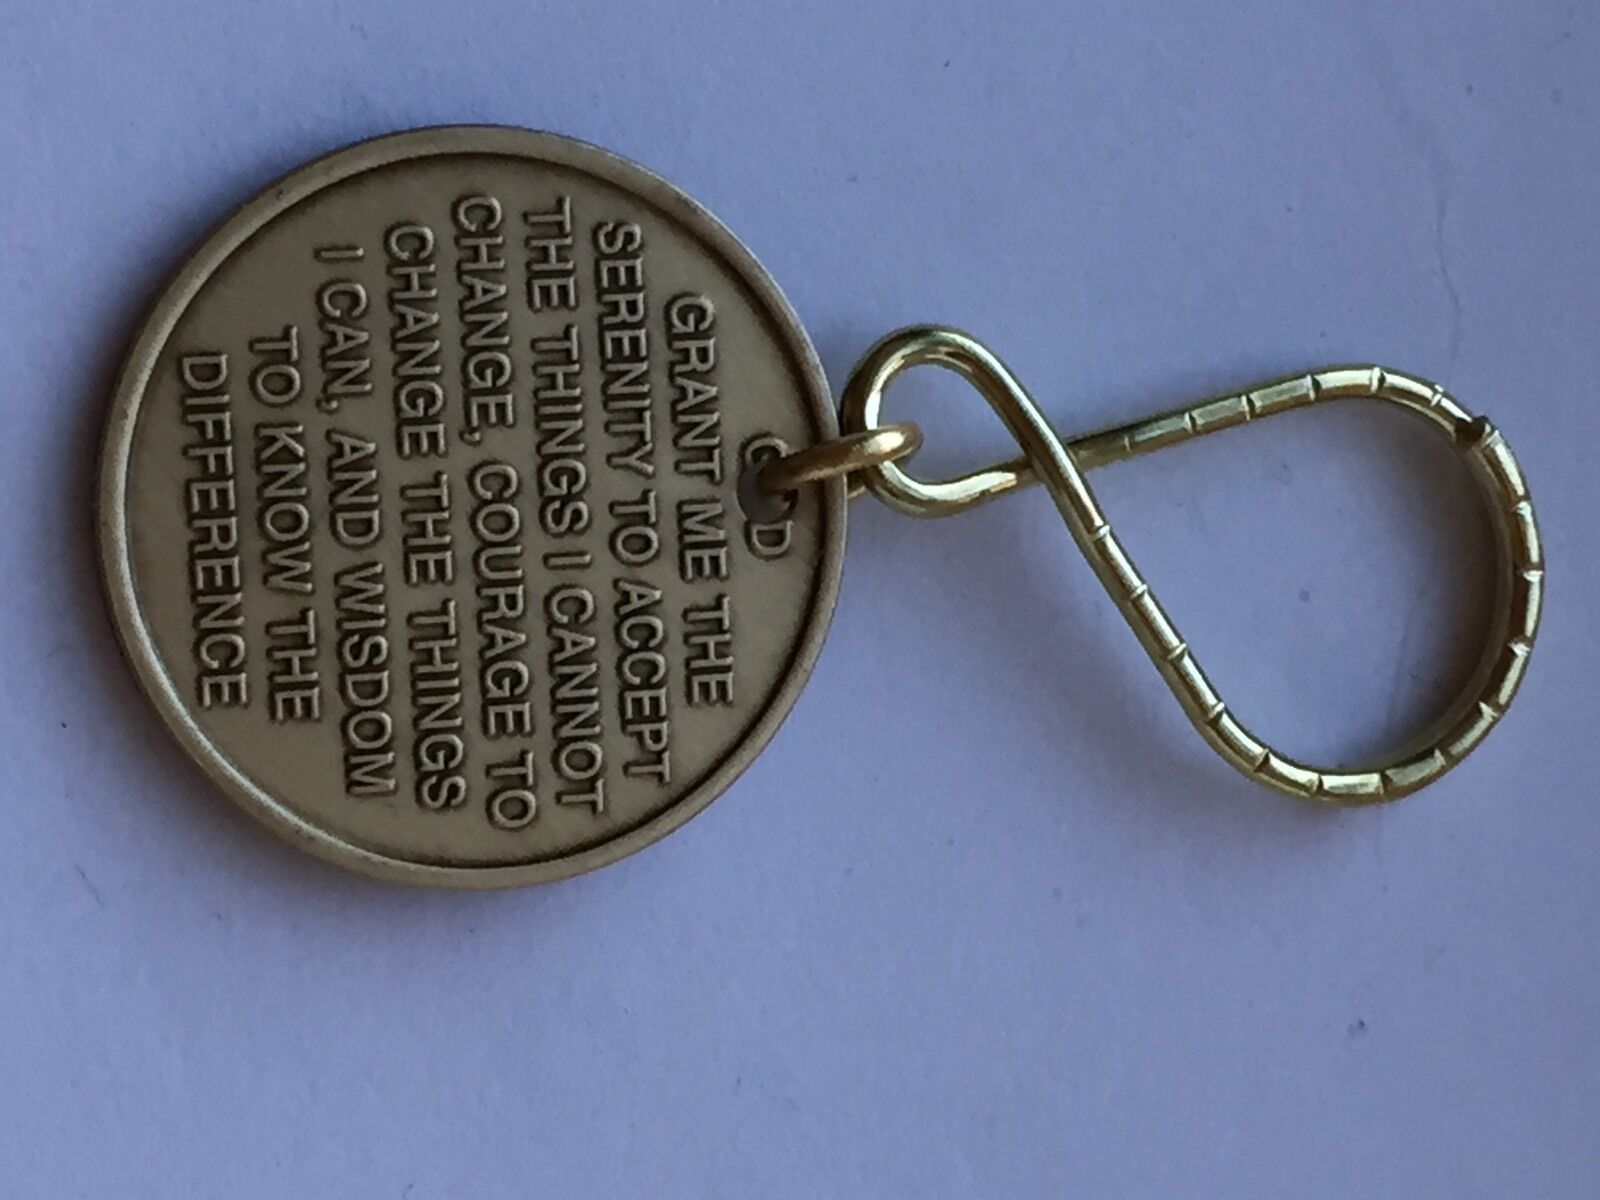 GOD
GRANT ME THE
SERENITY TO ACCEPT
THE THINGS I CANNOT
CHANGE, COURAGE TO
CHANGE THE THINGS
I CAN, AND WISDOM
TO KNOW THE
DIFFERENCE